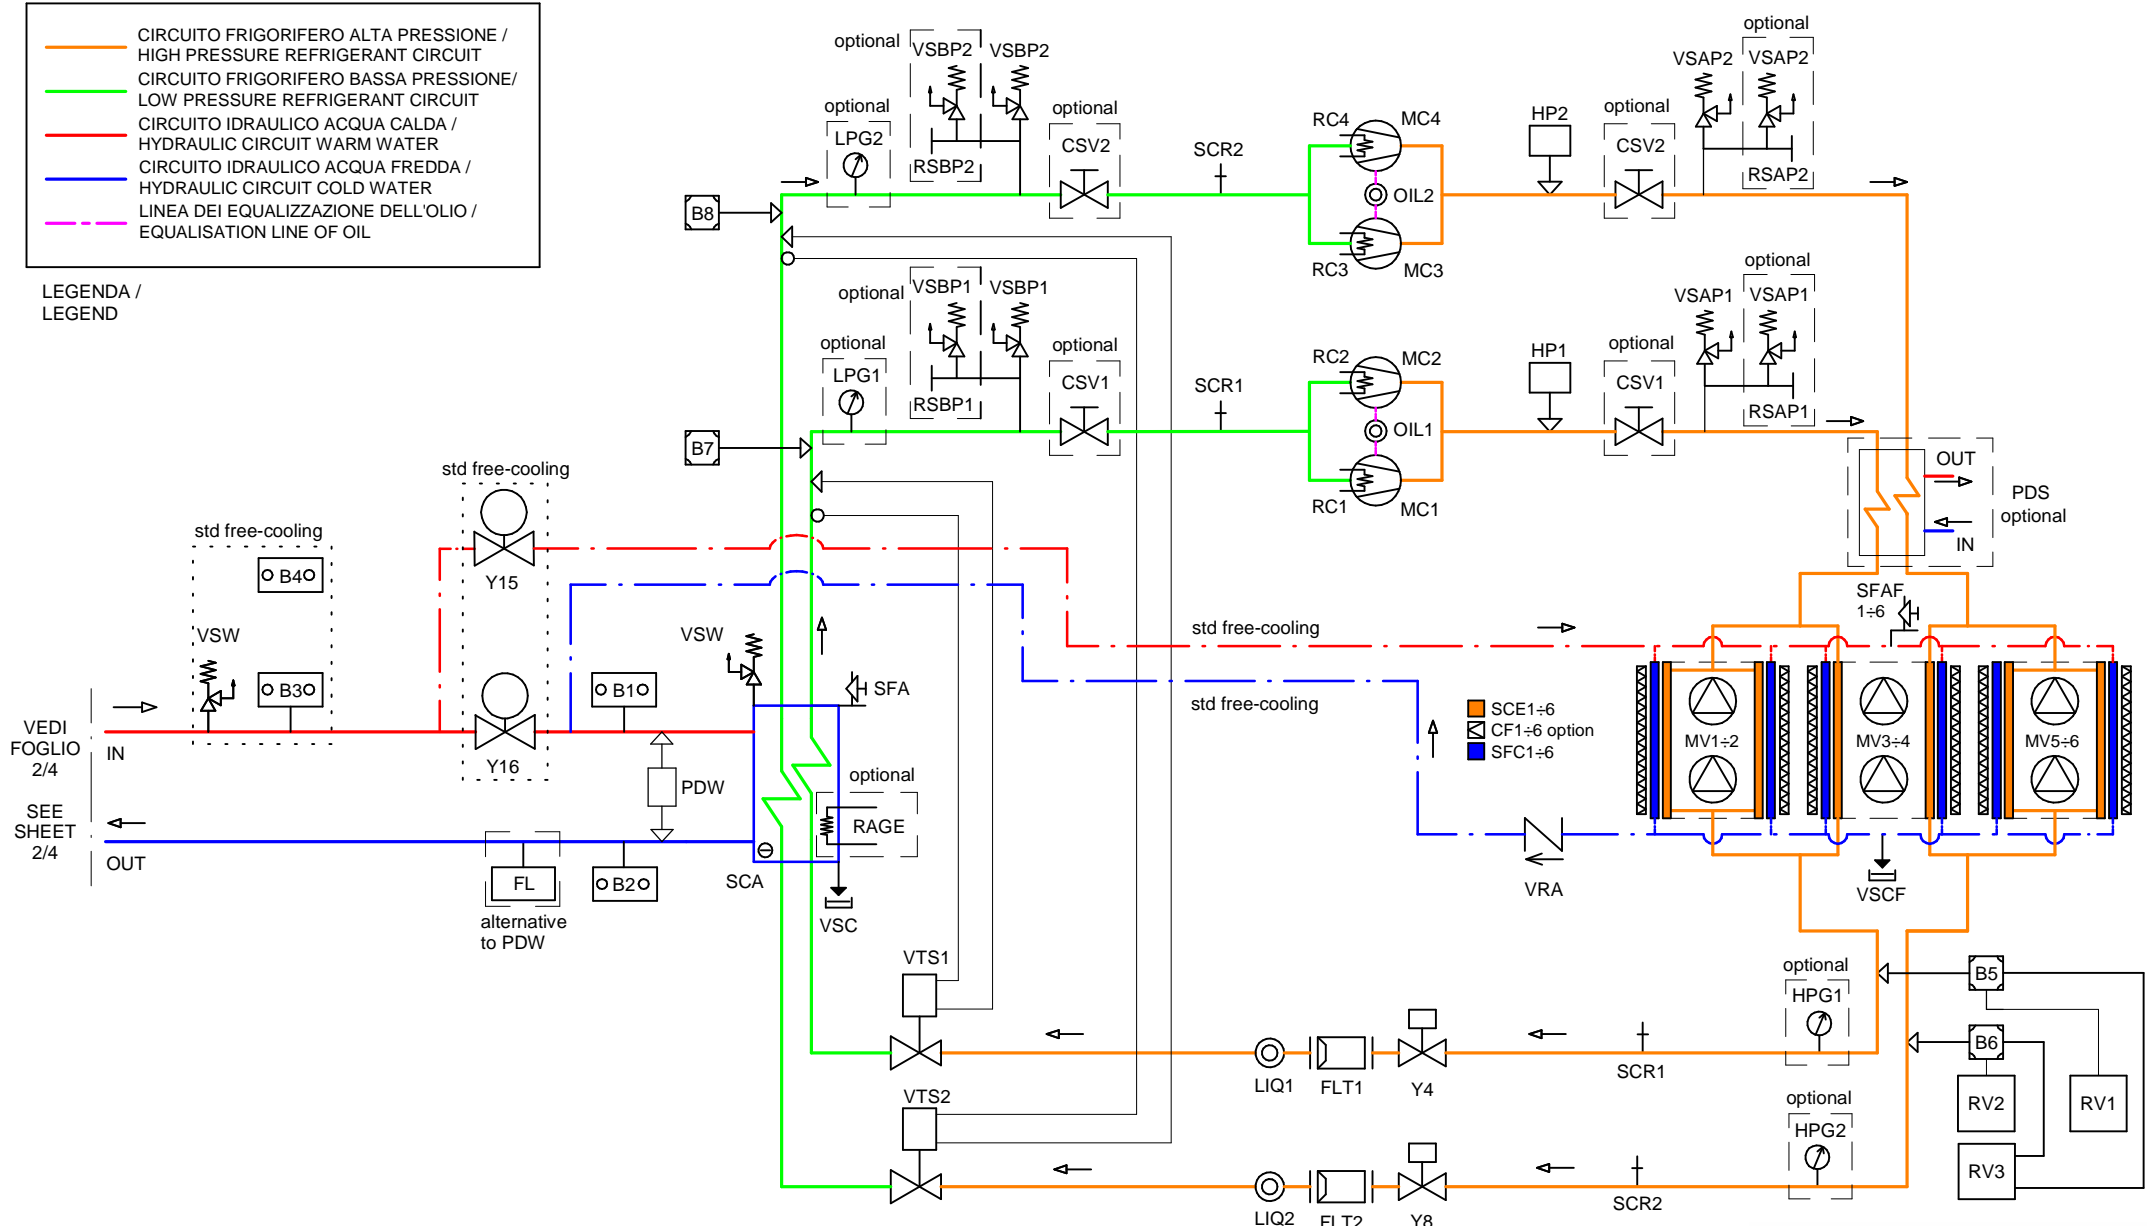 CIRCUITO FRIGORIFERO ALTA PRESSIONE /
HIGH PRESSURE REFRIGERANT CIRCUIT
CIRCUITO FRIGORIFERO BASSA PRESSIONE/
LOW PRESSURE REFRIGERANT CIRCUIT
CIRCUITO IDRAULICO ACQUA CALDA /
HYDRAULIC CIRCUIT WARM WATER
CIRCUITO IDRAULICO ACQUA FREDDA /
HYDRAULIC CIRCUIT COLD WATER
LINEA DEI EQUALIZZAZIONE DELL'OLIO /
EQUALISATION LINE OF OIL
LEGENDA /
LEGEND
optional
VSBP2
VSBP2
optional
LPG2
RSBP2
optional
CSV2
SCR2
RC4
MC4
OIL2
RC3
MC3
HP2
optional
CSV2
optional
VSAP2
VSAP2
RSAP2
B8
optional
VSBP1
VSBP1
optional
LPG1
RSBP1
optional
CSV1
SCR1
RC2
MC2
OIL1
RC1
MC1
HP1
optional
CSV1
optional
VSAP1
VSAP1
RSAP1
B7
OUT
PDS
optional
IN
std free-cooling
std free-cooling
B4
Y15
VSW
B3
Y16
B1
VSW
SFA
std free-cooling
std free-cooling
SFAF
1÷6
SCE1÷6
CF1÷6 option
SFC1÷6
MV1÷2
MV3÷4
MV5÷6
VEDI
FOGLIO
2/4
IN
SEE
SHEET
2/4
OUT
PDW
optional
RAGE
FL
alternative
to PDW
B2
SCA
VSC
VRA
VSCF
VTS1
optional
HPG1
B5
LIQ1
FLT1
Y4
SCR1
B6
RV2
RV1
VTS2
optional
HPG2
RV3
LIQ2
FLT2
Y8
SCR2